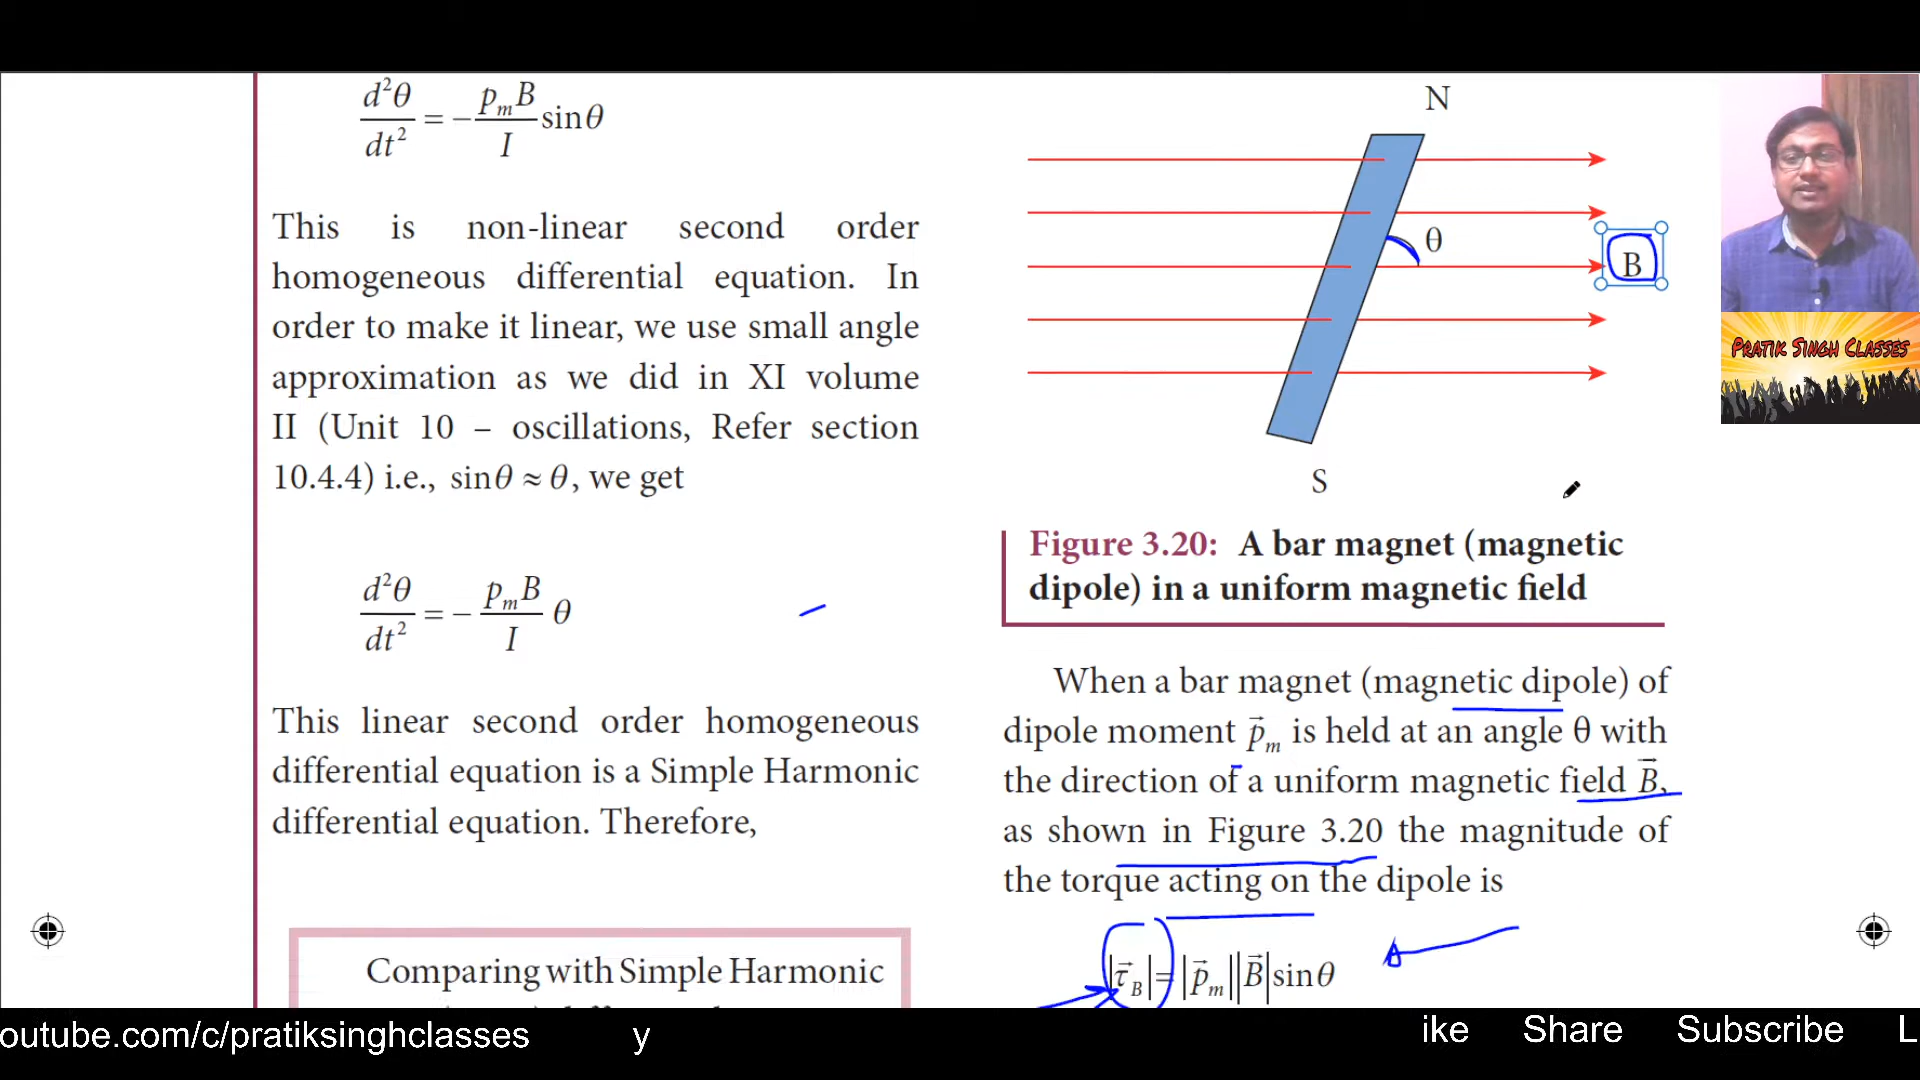 d²θ/dt² = − pₘB/I sinθ
This is non-linear second order
homogeneous differential equation. In
order to make it linear, we use small angle
approximation as we did in XI volume
II (Unit 10 – oscillations, Refer section
10.4.4) i.e., sinθ ≈ θ, we get
d²θ/dt² = − pₘB/I θ
This linear second order homogeneous
differential equation is a Simple Harmonic
differential equation. Therefore,
Comparing with Simple Harmonic
N
θ
B
S
Figure 3.20: A bar magnet (magnetic
dipole) in a uniform magnetic field
When a bar magnet (magnetic dipole) of
dipole moment p⃗ₘ is held at an angle θ with
the direction of a uniform magnetic field B⃗,
as shown in Figure 3.20 the magnitude of
the torque acting on the dipole is
|τ⃗_B| = |p⃗ₘ||B⃗|sinθ
PRATIK SINGH CLASSES
outube.com/c/pratiksinghclasses y ike Share Subscribe L